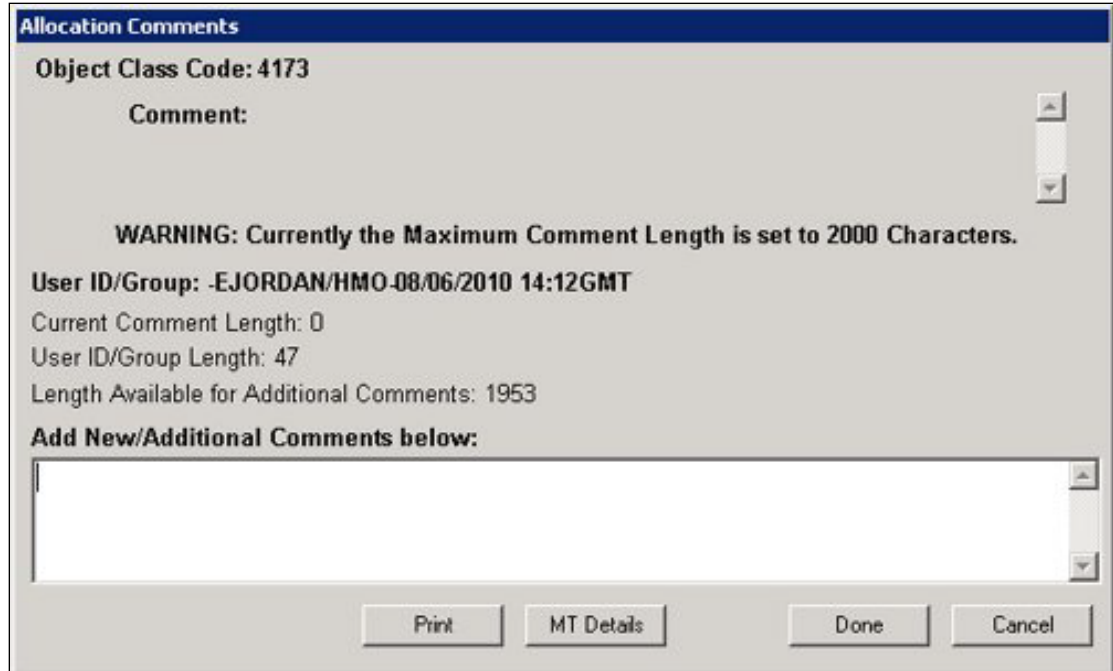 Allocation Comments
Object Class Code: 4173
Comment:
WARNING: Currently the Maximum Comment Length is set to 2000 Characters.
User ID/Group: -EJORDAN/HMO-08/06/2010 14:12GMT
Current Comment Length: 0
User ID/Group Length: 47
Length Available for Additional Comments: 1953
Add New/Additional Comments below:
Print MT Details Done Cancel